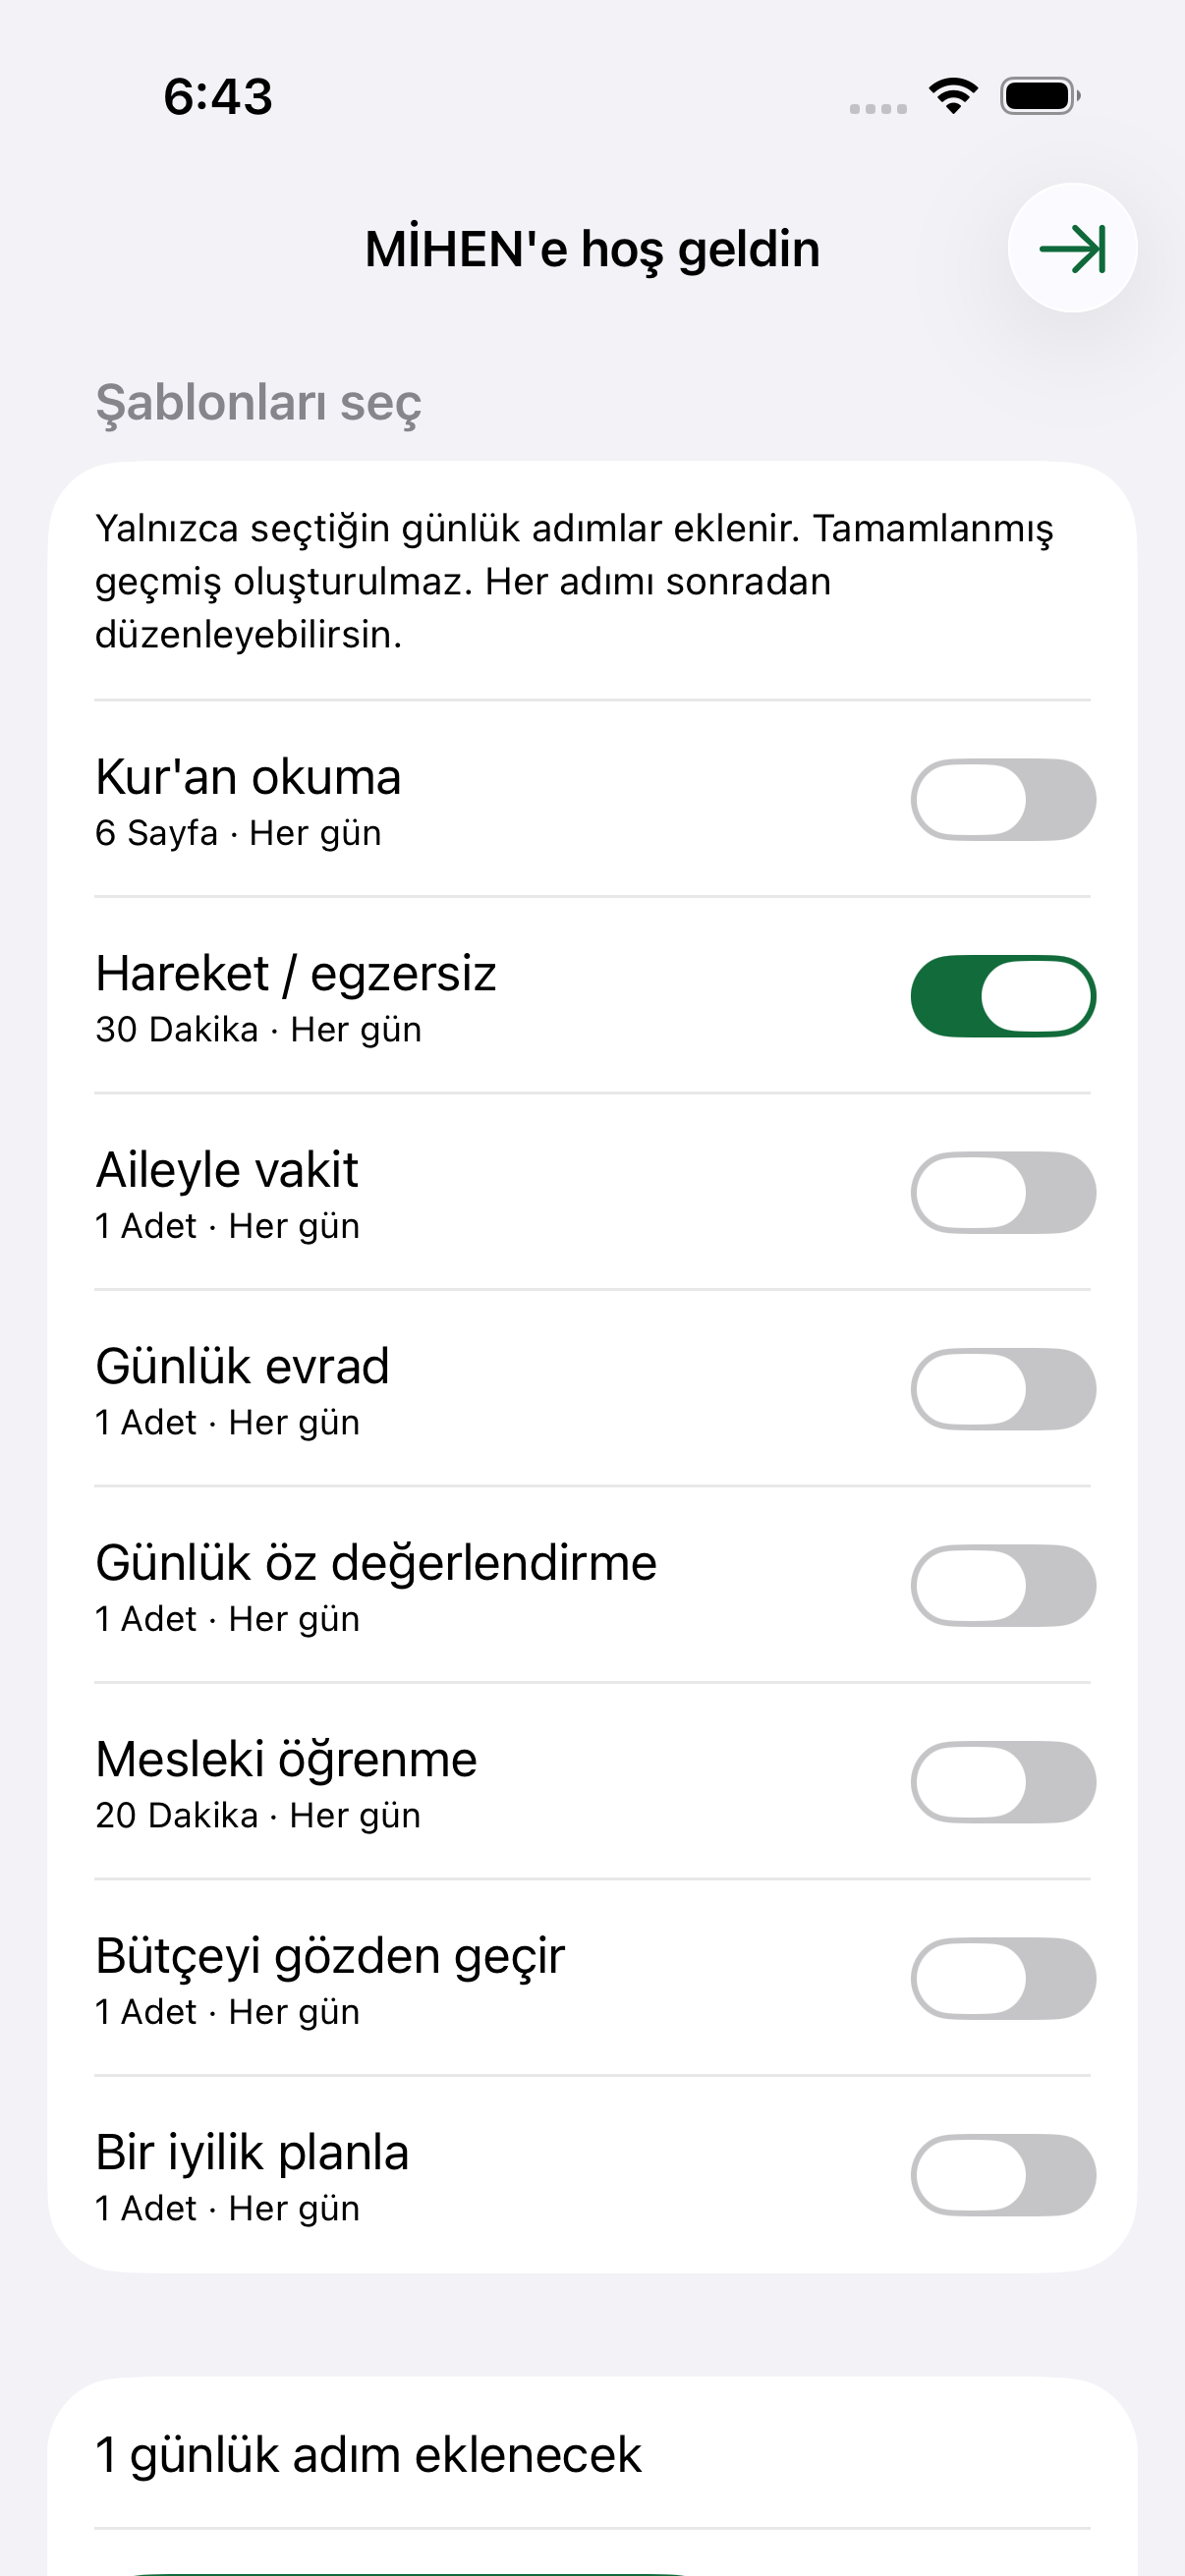 6:43
MİHEN'e hoş geldin
Şablonları seç
Yalnızca seçtiğin günlük adımlar eklenir. Tamamlanmış
geçmiş oluşturulmaz. Her adımı sonradan
düzenleyebilirsin.
Kur'an okuma
6 Sayfa · Her gün
Hareket / egzersiz
30 Dakika · Her gün
Aileyle vakit
1 Adet · Her gün
Günlük evrad
1 Adet · Her gün
Günlük öz değerlendirme
1 Adet · Her gün
Mesleki öğrenme
20 Dakika · Her gün
Bütçeyi gözden geçir
1 Adet · Her gün
Bir iyilik planla
1 Adet · Her gün
1 günlük adım eklenecek